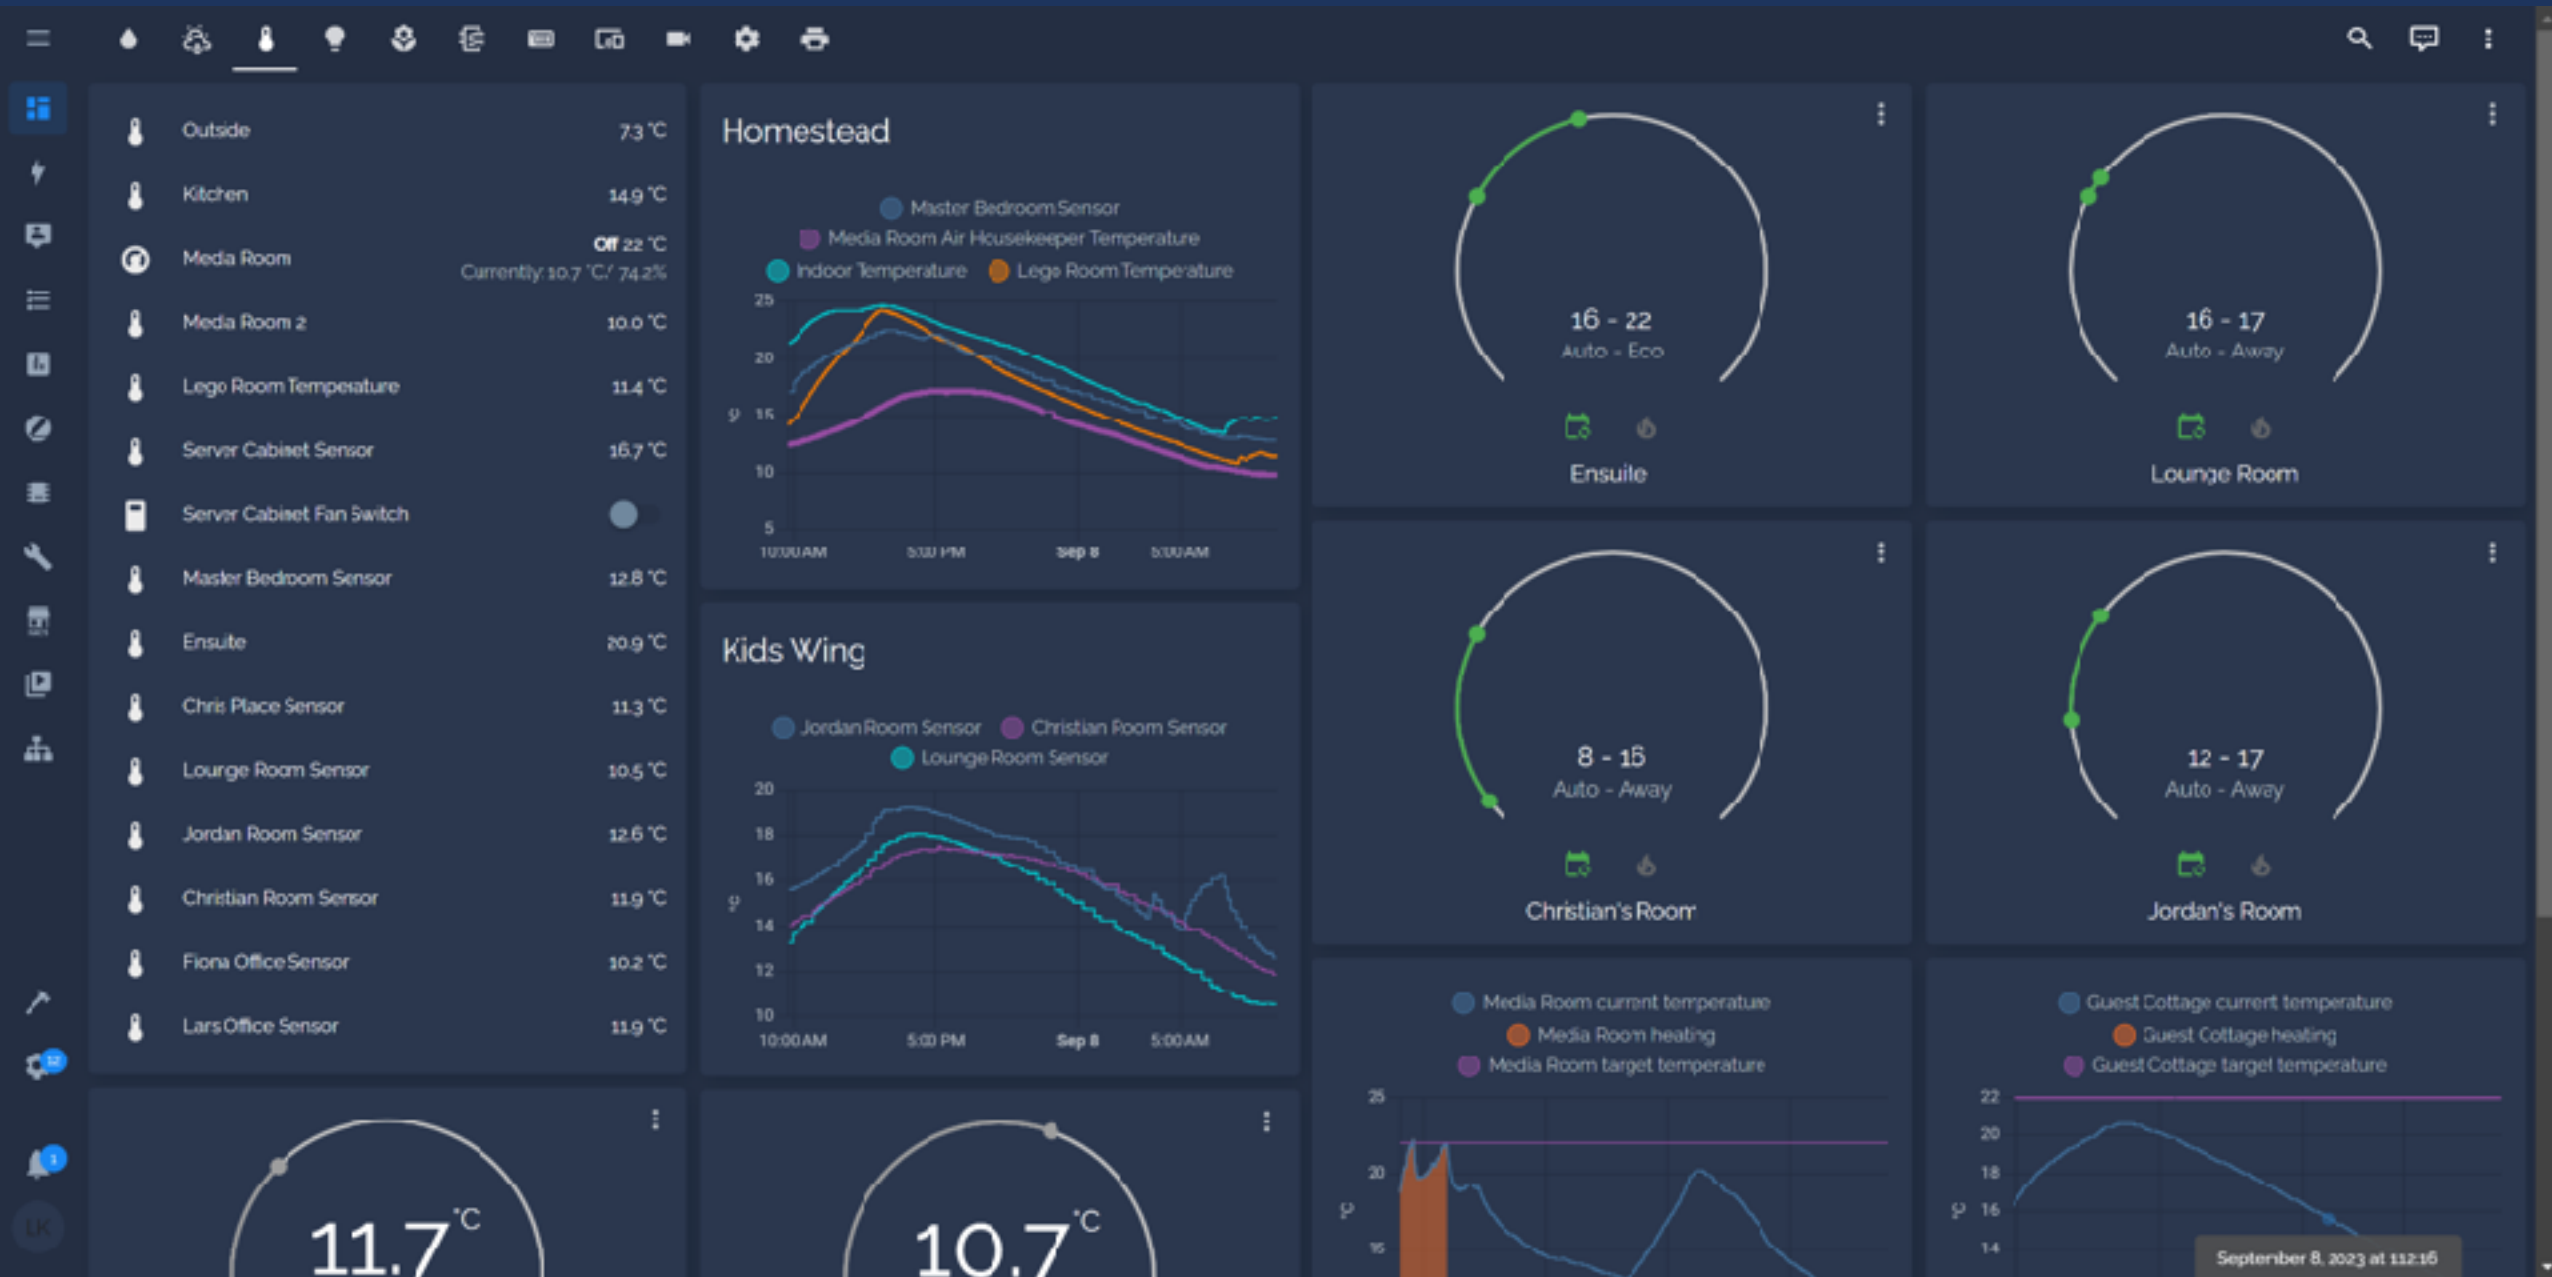 Outside 7.3 °C
Kitchen 14.9 °C
Media Room Off 22 °C
Currently: 10.7 °C / 74.2%
Media Room 2 10.0 °C
Lego Room Temperature 11.4 °C
Server Cabinet Sensor 16.7 °C
Server Cabinet Fan Switch
Master Bedroom Sensor 12.8 °C
Ensuite 20.9 °C
Chris Place Sensor 11.3 °C
Lounge Room Sensor 10.5 °C
Jordan Room Sensor 12.6 °C
Christian Room Sensor 11.9 °C
Fiona Office Sensor 10.2 °C
Lars Office Sensor 11.9 °C
12
1
LK
11.7 °C
Homestead
Master Bedroom Sensor
Media Room Air Housekeeper Temperature
Indoor Temperature Lego Room Temperature
25
20
°C
15
10
5
10:00 AM 5:00 PM Sep 8 5:00 AM
Kids Wing
Jordan Room Sensor Christian Room Sensor
Lounge Room Sensor
20
18
16
°C
14
12
10
10:00 AM 5:00 PM Sep 8 5:00 AM
10.7 °C
16 - 22
Auto - Eco
Ensuite
16 - 17
Auto - Away
Lounge Room
8 - 16
Auto - Away
Christian's Room
12 - 17
Auto - Away
Jordan's Room
Media Room current temperature
Media Room heating
Media Room target temperature
25
20
°C
15
Guest Cottage current temperature
Guest Cottage heating
Guest Cottage target temperature
22
20
18
16
°C
14
September 8, 2023 at